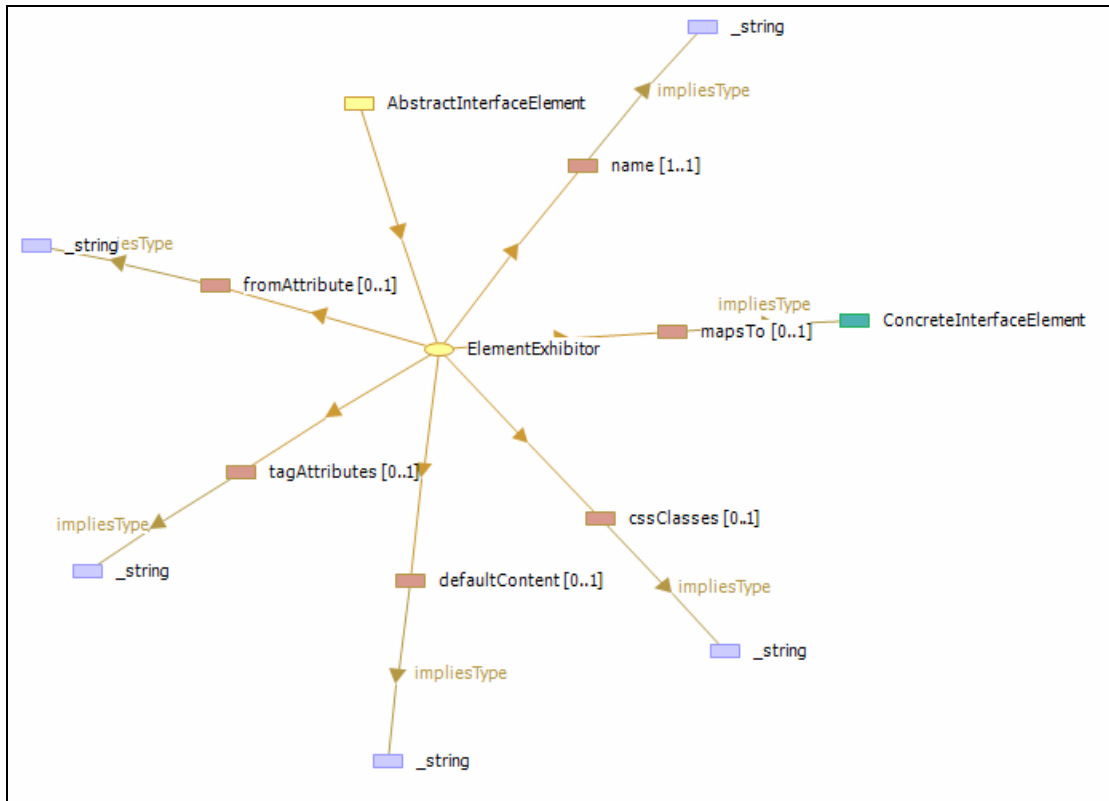 _string
impliesType
AbstractInterfaceElement
name [1..1]
_string
iesType
fromAttribute [0..1]
impliesType
ConcreteInterfaceElement
mapsTo [0..1]
ElementExhibitor
tagAttributes [0..1]
cssClasses [0..1]
impliesType
_string
defaultContent [0..1]
impliesType
_string
impliesType
_string